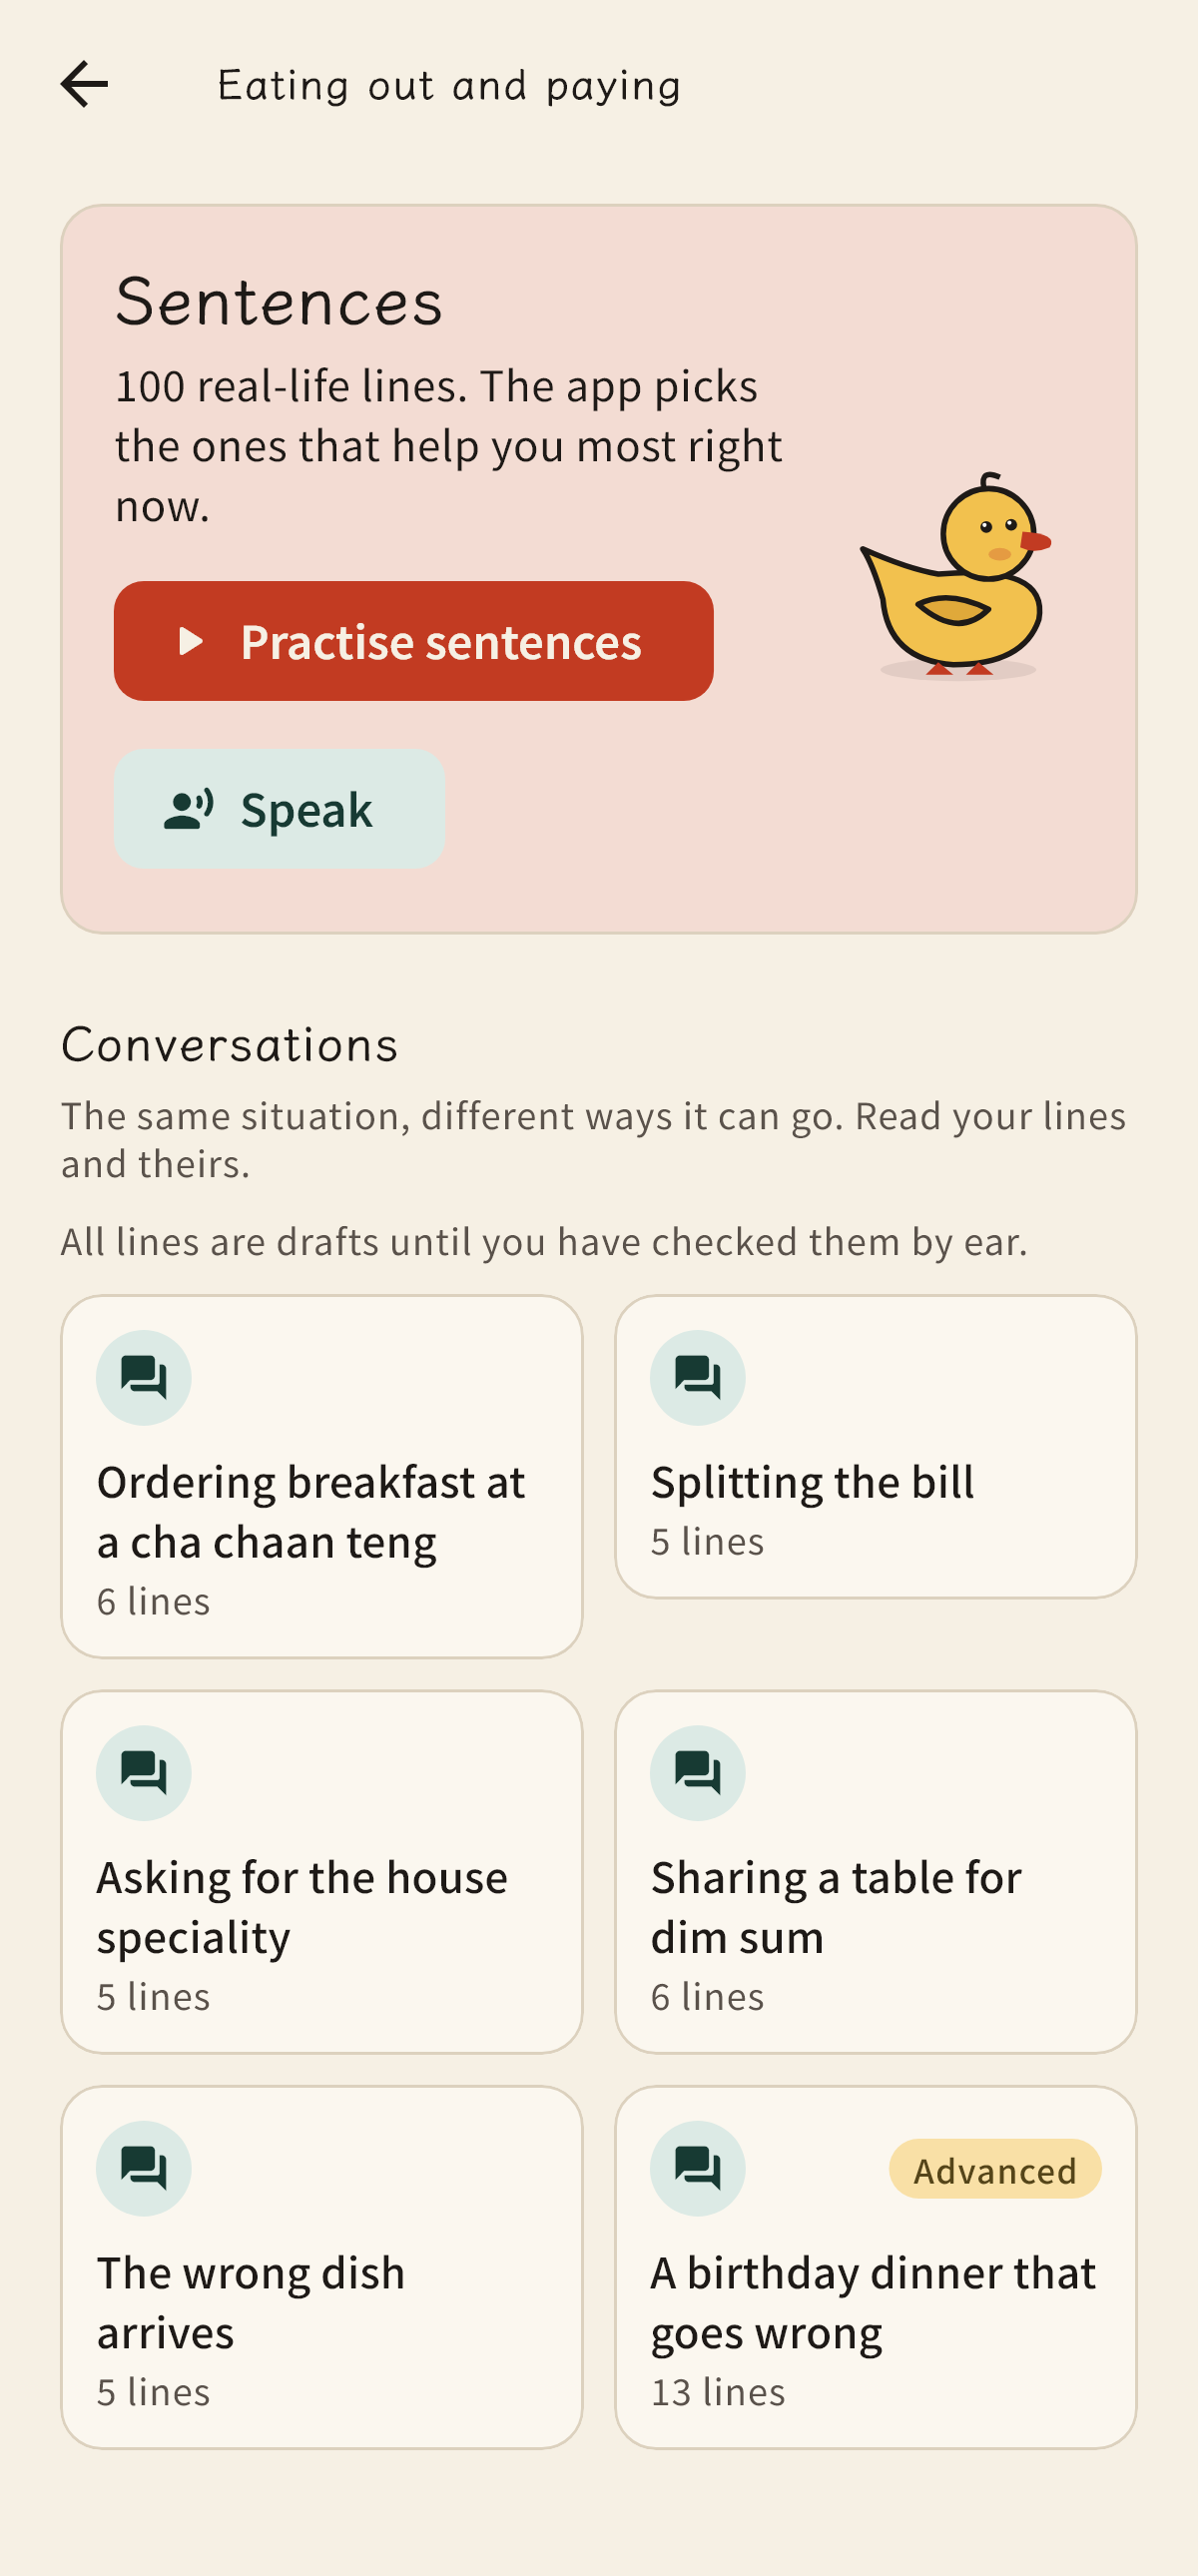 Eating out and paying
Sentences
100 real-life lines. The app picks
the ones that help you most right
now.
Practise sentences
Speak
Conversations
The same situation, different ways it can go. Read your lines
and theirs.
All lines are drafts until you have checked them by ear.
Ordering breakfast at
a cha chaan teng
6 lines
Splitting the bill
5 lines
Asking for the house
speciality
5 lines
Sharing a table for
dim sum
6 lines
The wrong dish
arrives
5 lines
Advanced
A birthday dinner that
goes wrong
13 lines